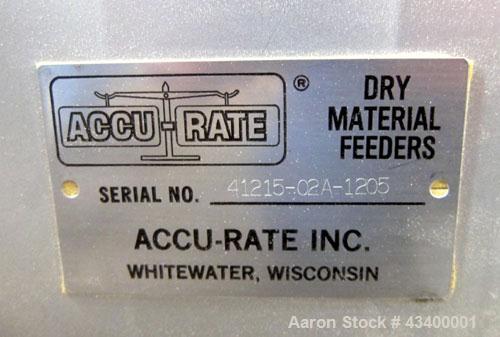 ACCU-RATE ®
DRY
MATERIAL
FEEDERS
SERIAL NO. 41215-02A-1205
ACCU-RATE INC.
WHITEWATER, WISCONSIN
Aaron Stock # 43400001